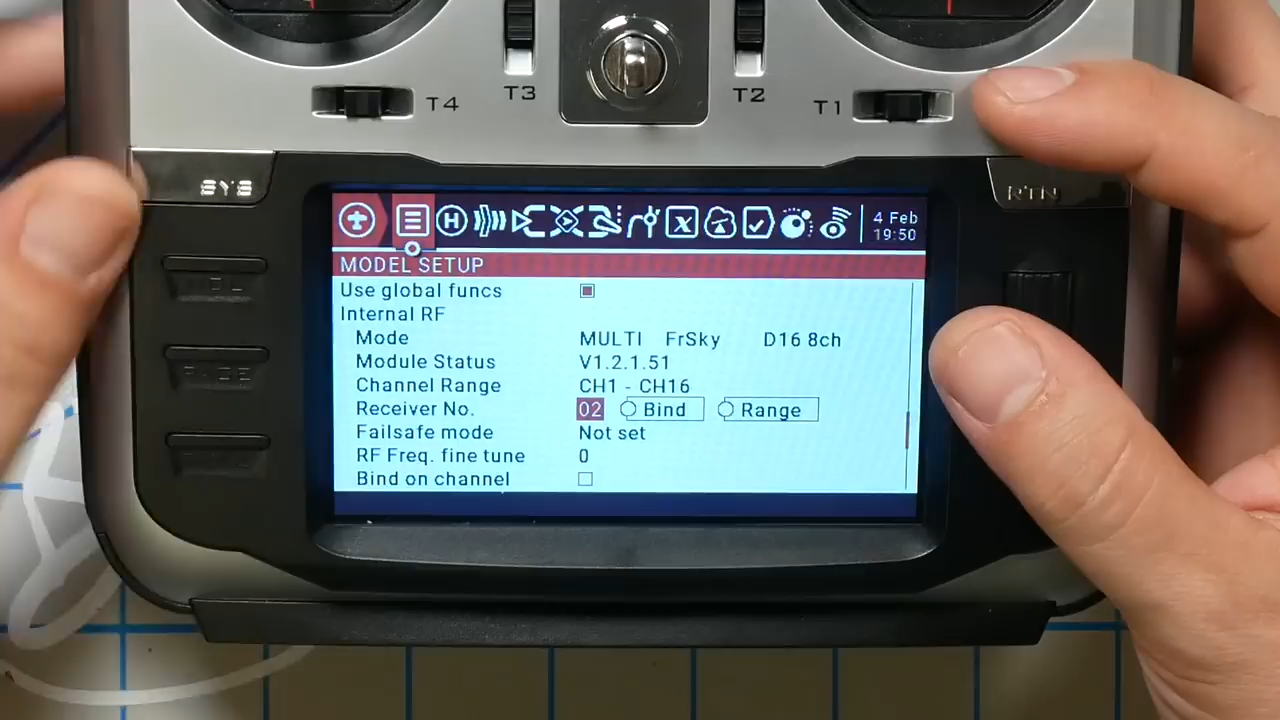 T4
T3
T2
T1
SYS
RTN
4 Feb
19:50
MODEL SETUP
Use global funcs
Internal RF
Mode MULTI FrSky D16 8ch
Module Status V1.2.1.51
Channel Range CH1 - CH16
Receiver No. 02 Bind Range
Failsafe mode Not set
RF Freq. fine tune 0
Bind on channel